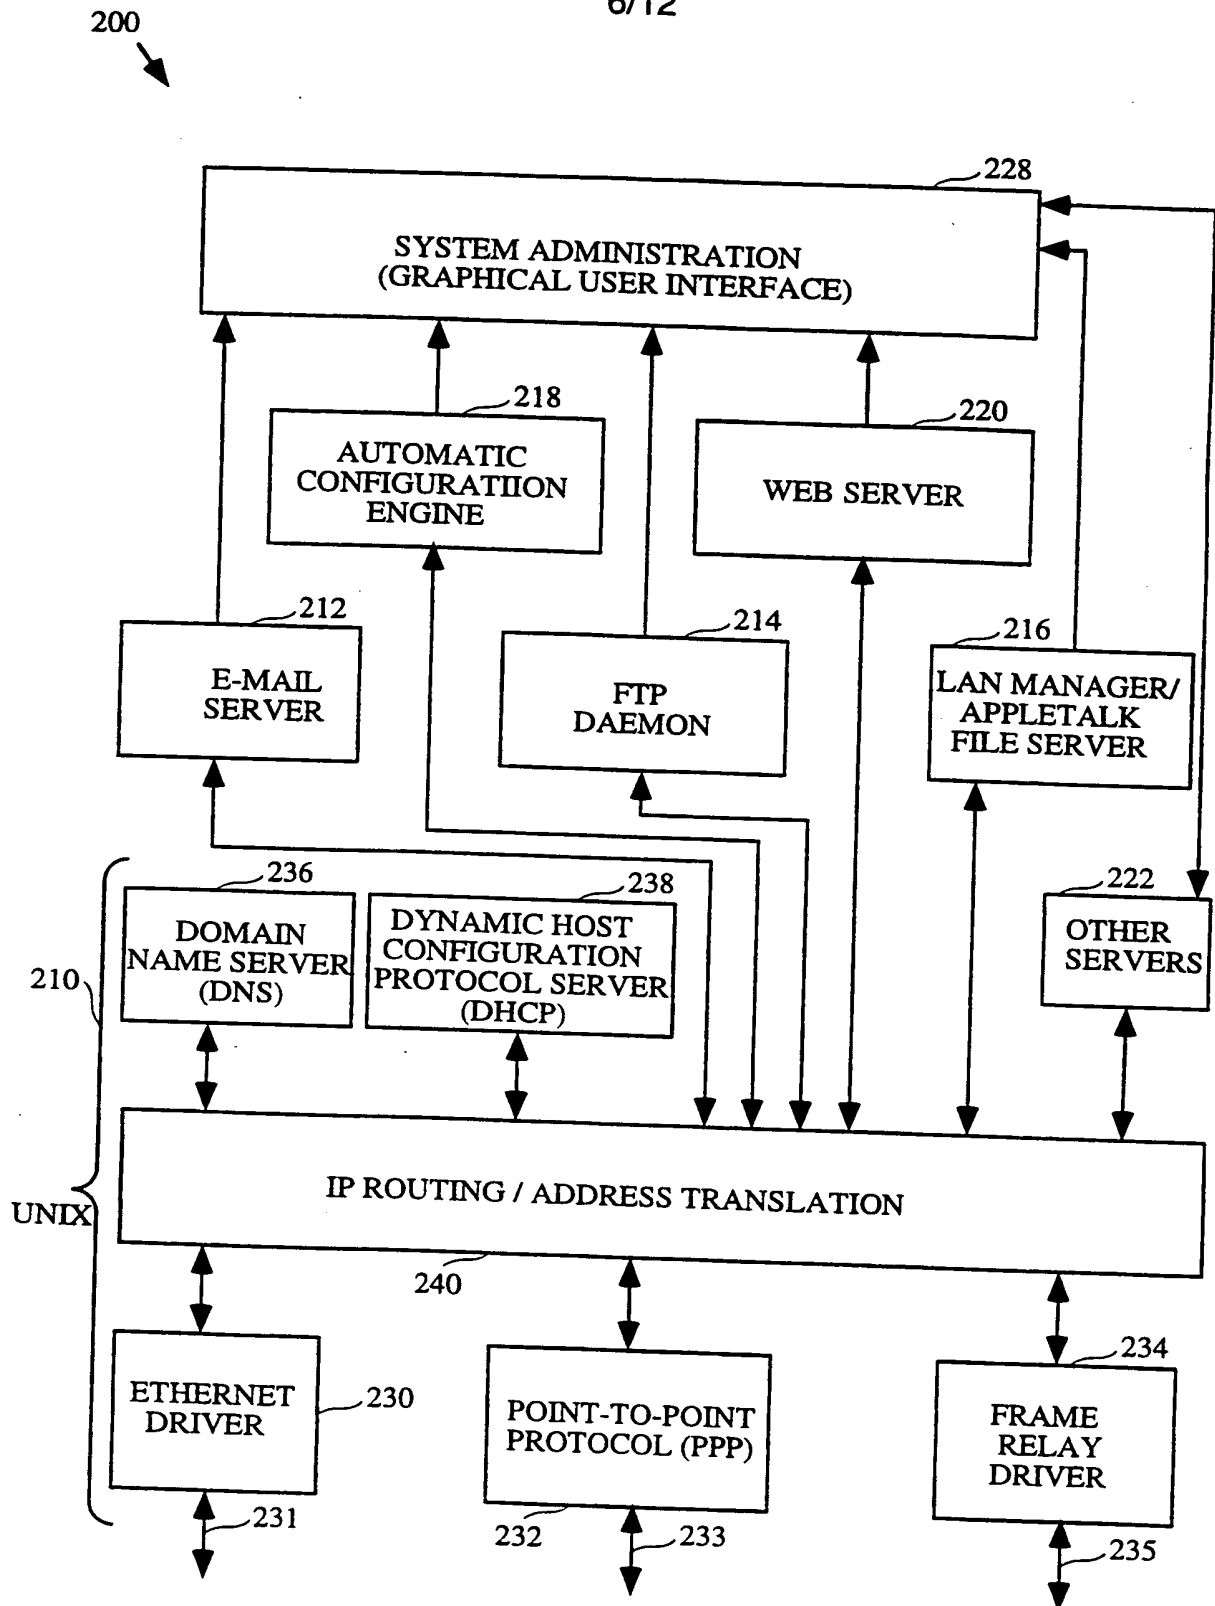 6/12
200
228
SYSTEM ADMINISTRATION
(GRAPHICAL USER INTERFACE)
218
AUTOMATIC
CONFIGURATIION
ENGINE
220
WEB SERVER
212
E-MAIL
SERVER
214
FTP
DAEMON
216
LAN MANAGER/
APPLETALK
FILE SERVER
236
DOMAIN
NAME SERVER
(DNS)
238
DYNAMIC HOST
CONFIGURATION
PROTOCOL SERVER
(DHCP)
222
OTHER
SERVERS
210
UNIX
IP ROUTING / ADDRESS TRANSLATION
240
ETHERNET
DRIVER
230
POINT-TO-POINT
PROTOCOL (PPP)
234
FRAME
RELAY
DRIVER
231
232
233
235